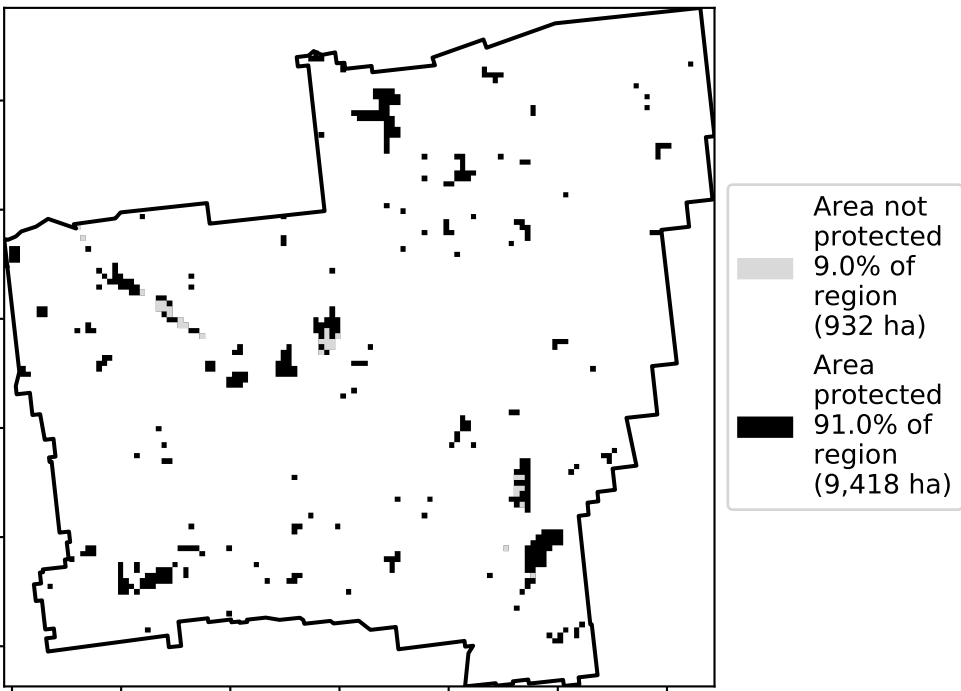 Area not
protected
9.0% of
region
(932 ha)
Area
protected
91.0% of
region
(9,418 ha)